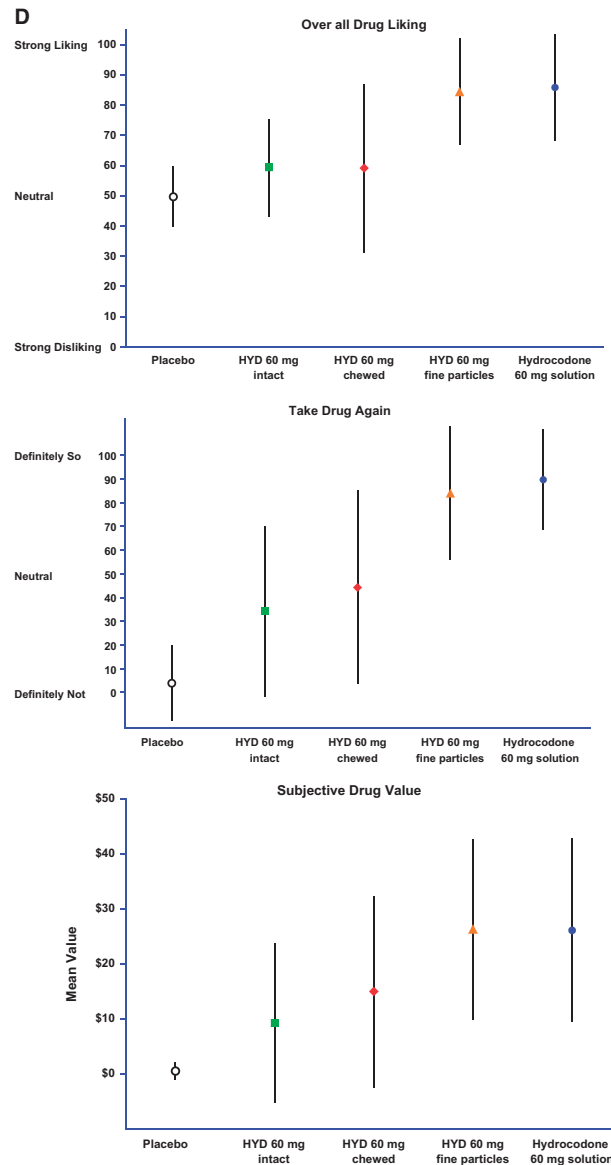 D
Over all Drug Liking
Strong Liking
100
90
80
70
60
Neutral
50
40
30
20
10
Strong Disliking
0
Placebo
HYD 60 mg
intact
HYD 60 mg
chewed
HYD 60 mg
fine particles
Hydrocodone
60 mg solution
Take Drug Again
Definitely So
100
90
80
70
60
Neutral
50
40
30
20
10
Definitely Not
0
Placebo
HYD 60 mg
intact
HYD 60 mg
chewed
HYD 60 mg
fine particles
Hydrocodone
60 mg solution
Subjective Drug Value
Mean Value
$50
$40
$30
$20
$10
$0
Placebo
HYD 60 mg
intact
HYD 60 mg
chewed
HYD 60 mg
fine particles
Hydrocodone
60 mg solution